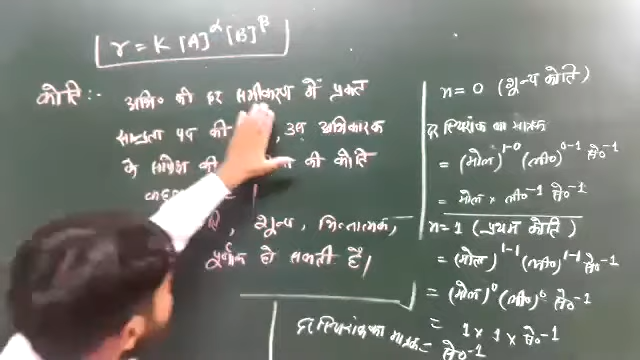 r = K [A]^α [B]^β
कोटि :- अभि० की दर समीकरण में प्रकट
सान्द्रता पद की , उस अभिकारक
के सापेक्ष की कोटि
शून्य, भिन्नात्मक,
पूर्णांक हो सकती है।
n = 0 (शून्य कोटि)
दर स्थिरांक का मात्रक
= (मोल)^1-0 (ली०)^0-1 से०^-1
= मोल × ली०^-1 से०^-1
n = 1 (प्रथम कोटि)
= (मोल)^1-1 (ली०)^1-1 से०^-1
= (मोल)^0 (ली०)^0 से०^-1
= 1 × 1 × से०^-1
दर स्थिरांक का मात्रक = से०^-1